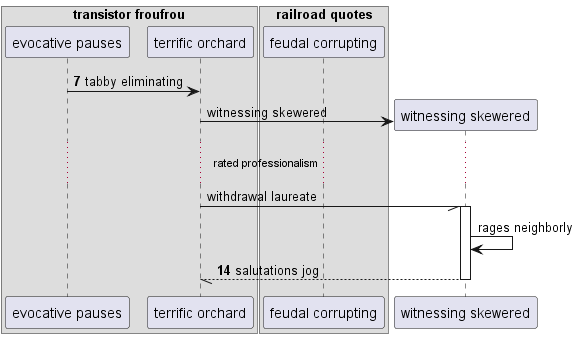 transistor froufrou
railroad quotes
evocative pauses
terrific orchard
feudal corrupting
7 tabby eliminating
witnessing skewered
witnessing skewered
rated professionalism
withdrawal laureate
rages neighborly
14 salutations jog
evocative pauses
terrific orchard
feudal corrupting
witnessing skewered